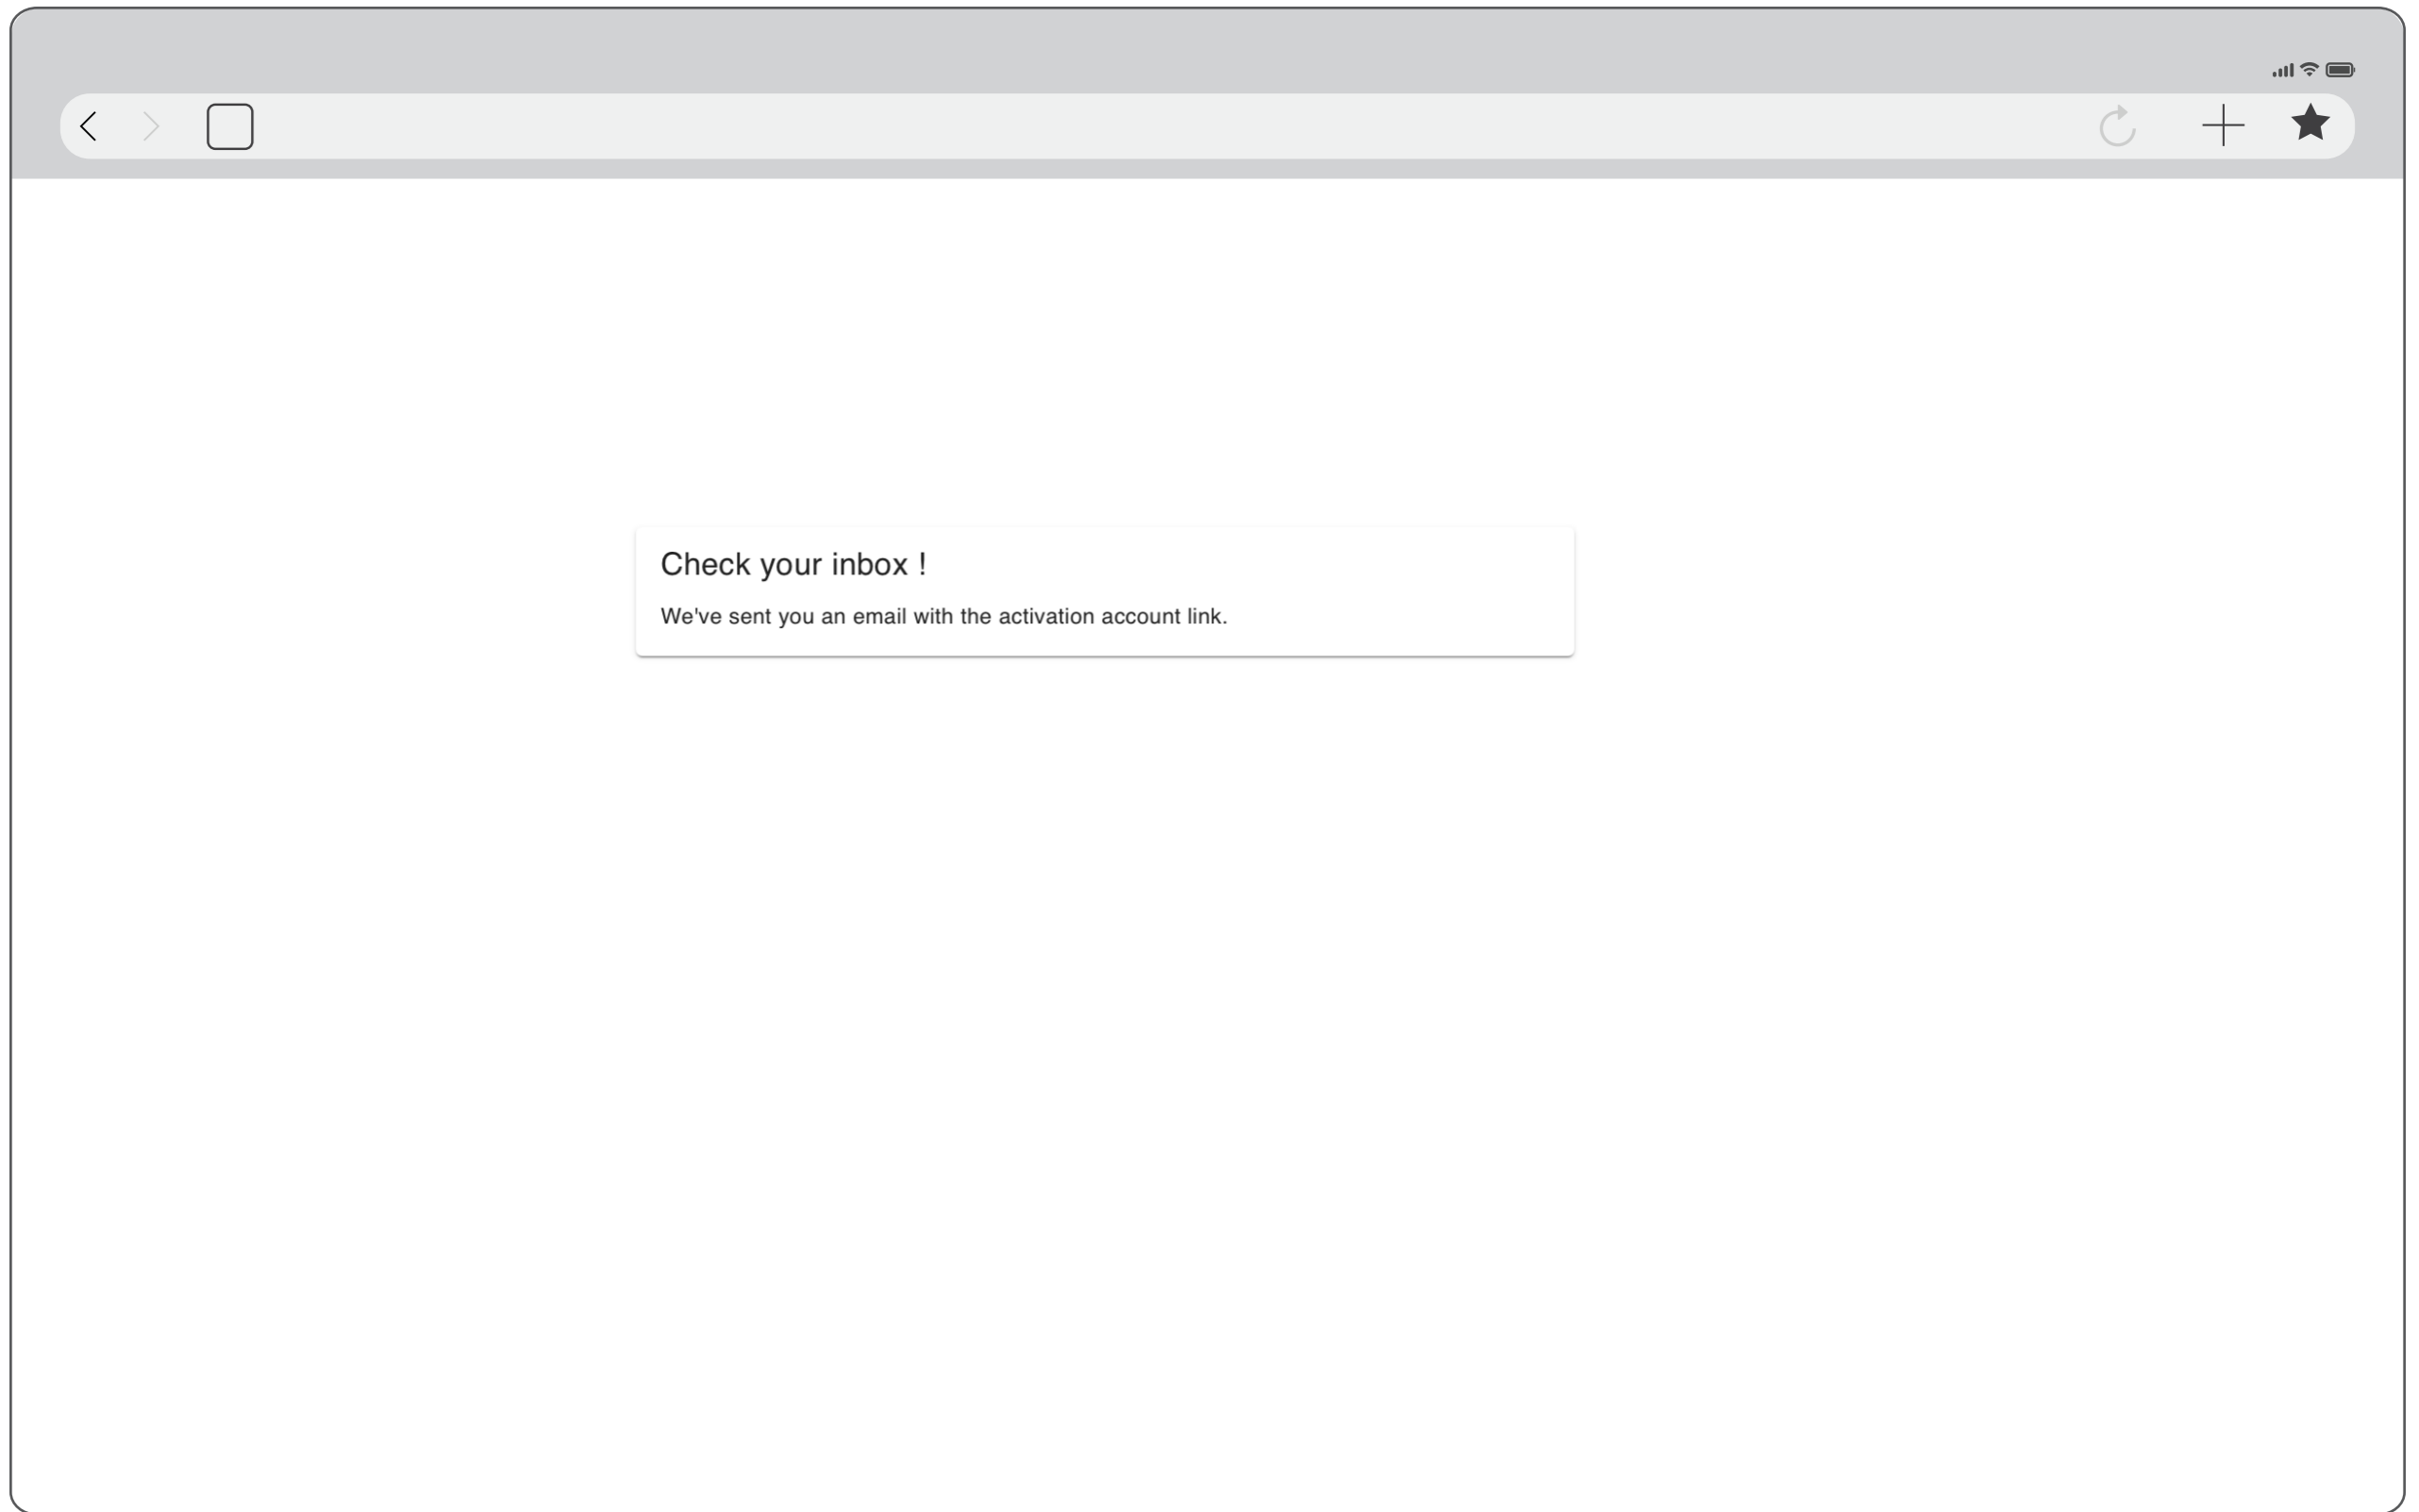 Check your inbox !
We've sent you an email with the activation account link.